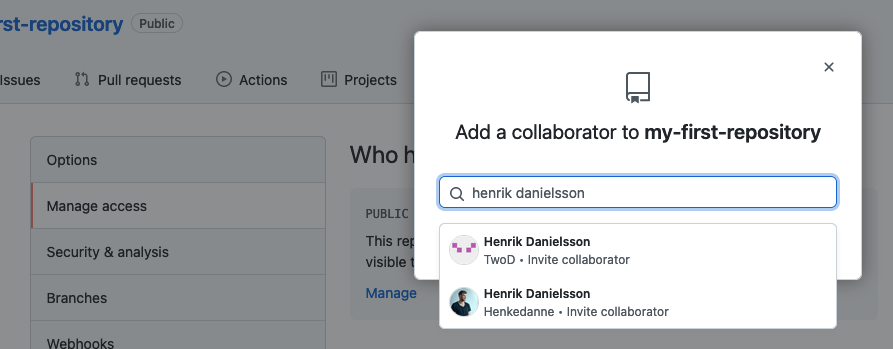 rst-repository Public
Issues Pull requests Actions Projects
Options
Manage access
Security & analysis
Branches
Webhooks
Who h
PUBLIC
This rep
visible t
Manage
Add a collaborator to my-first-repository
henrik danielsson
Henrik Danielsson
TwoD • Invite collaborator
Henrik Danielsson
Henkedanne • Invite collaborator